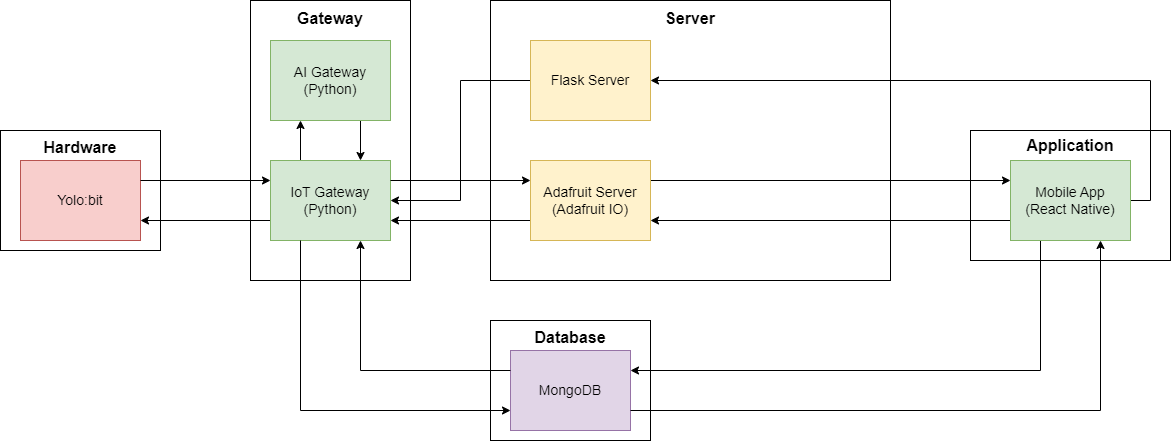 Gateway
Server
AI Gateway
(Python)
Flask Server
Hardware
Application
Yolo:bit
IoT Gateway
(Python)
Adafruit Server
(Adafruit IO)
Mobile App
(React Native)
Database
MongoDB